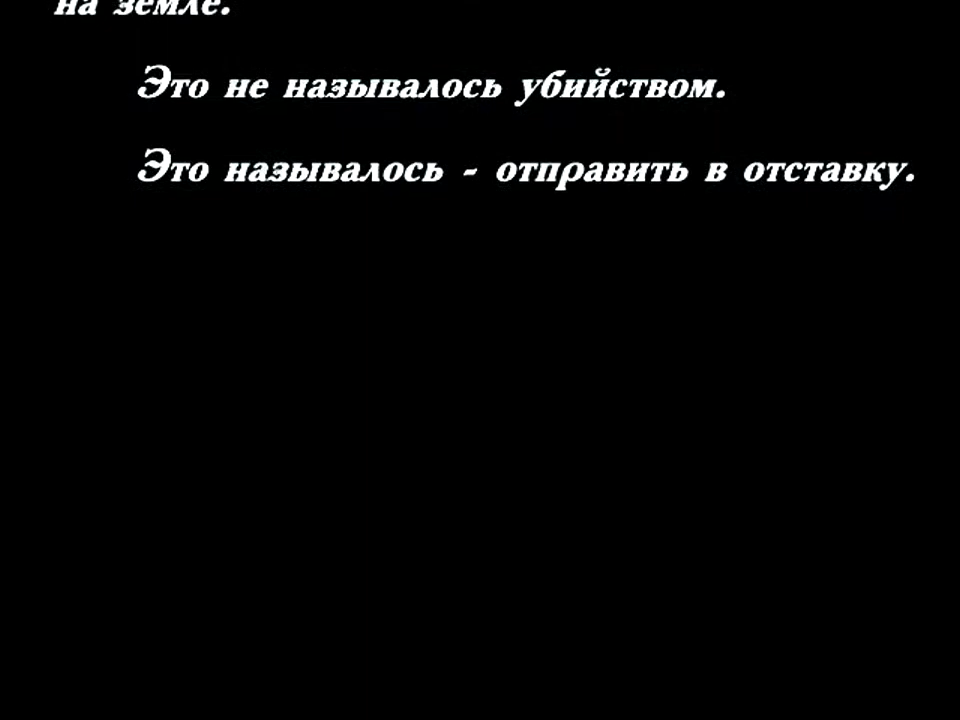 на земле.
Это не называлось убийством.
Это называлось - отправить в отставку.